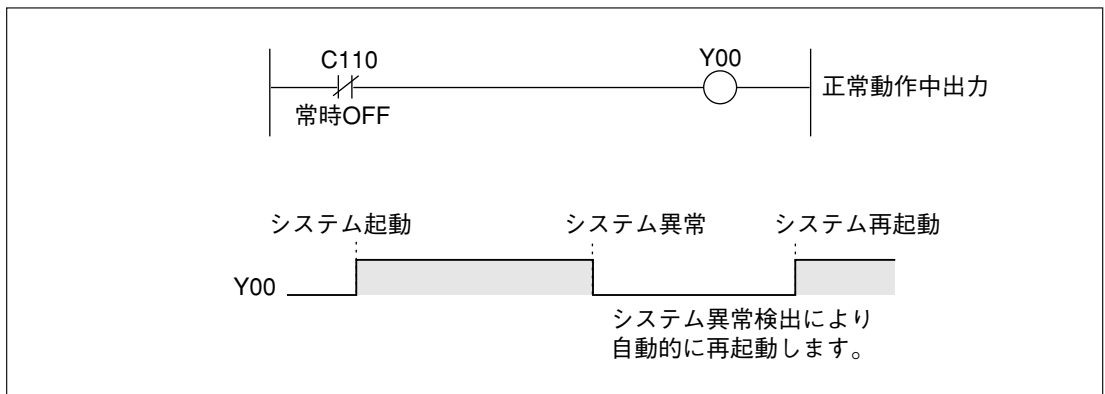 C110
Y00
正常動作中出力
常時OFF
システム起動
システム異常
システム再起動
Y00
システム異常検出により
自動的に再起動します。